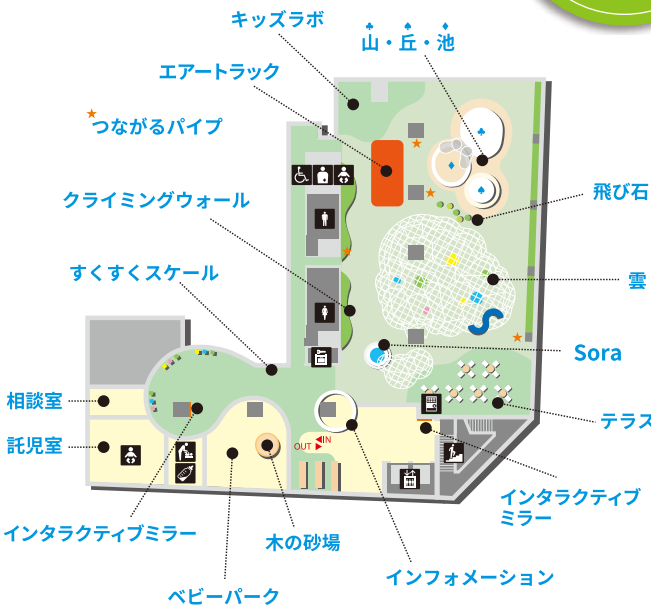 キッズラボ
山・丘・池
エアートラック
つながるパイプ
クライミングウォール
飛び石
すくすくスケール
雲
Sora
相談室
テラス
託児室
IN
OUT
インタラクティブ
ミラー
インタラクティブミラー
木の砂場
インフォメーション
ベビーパーク